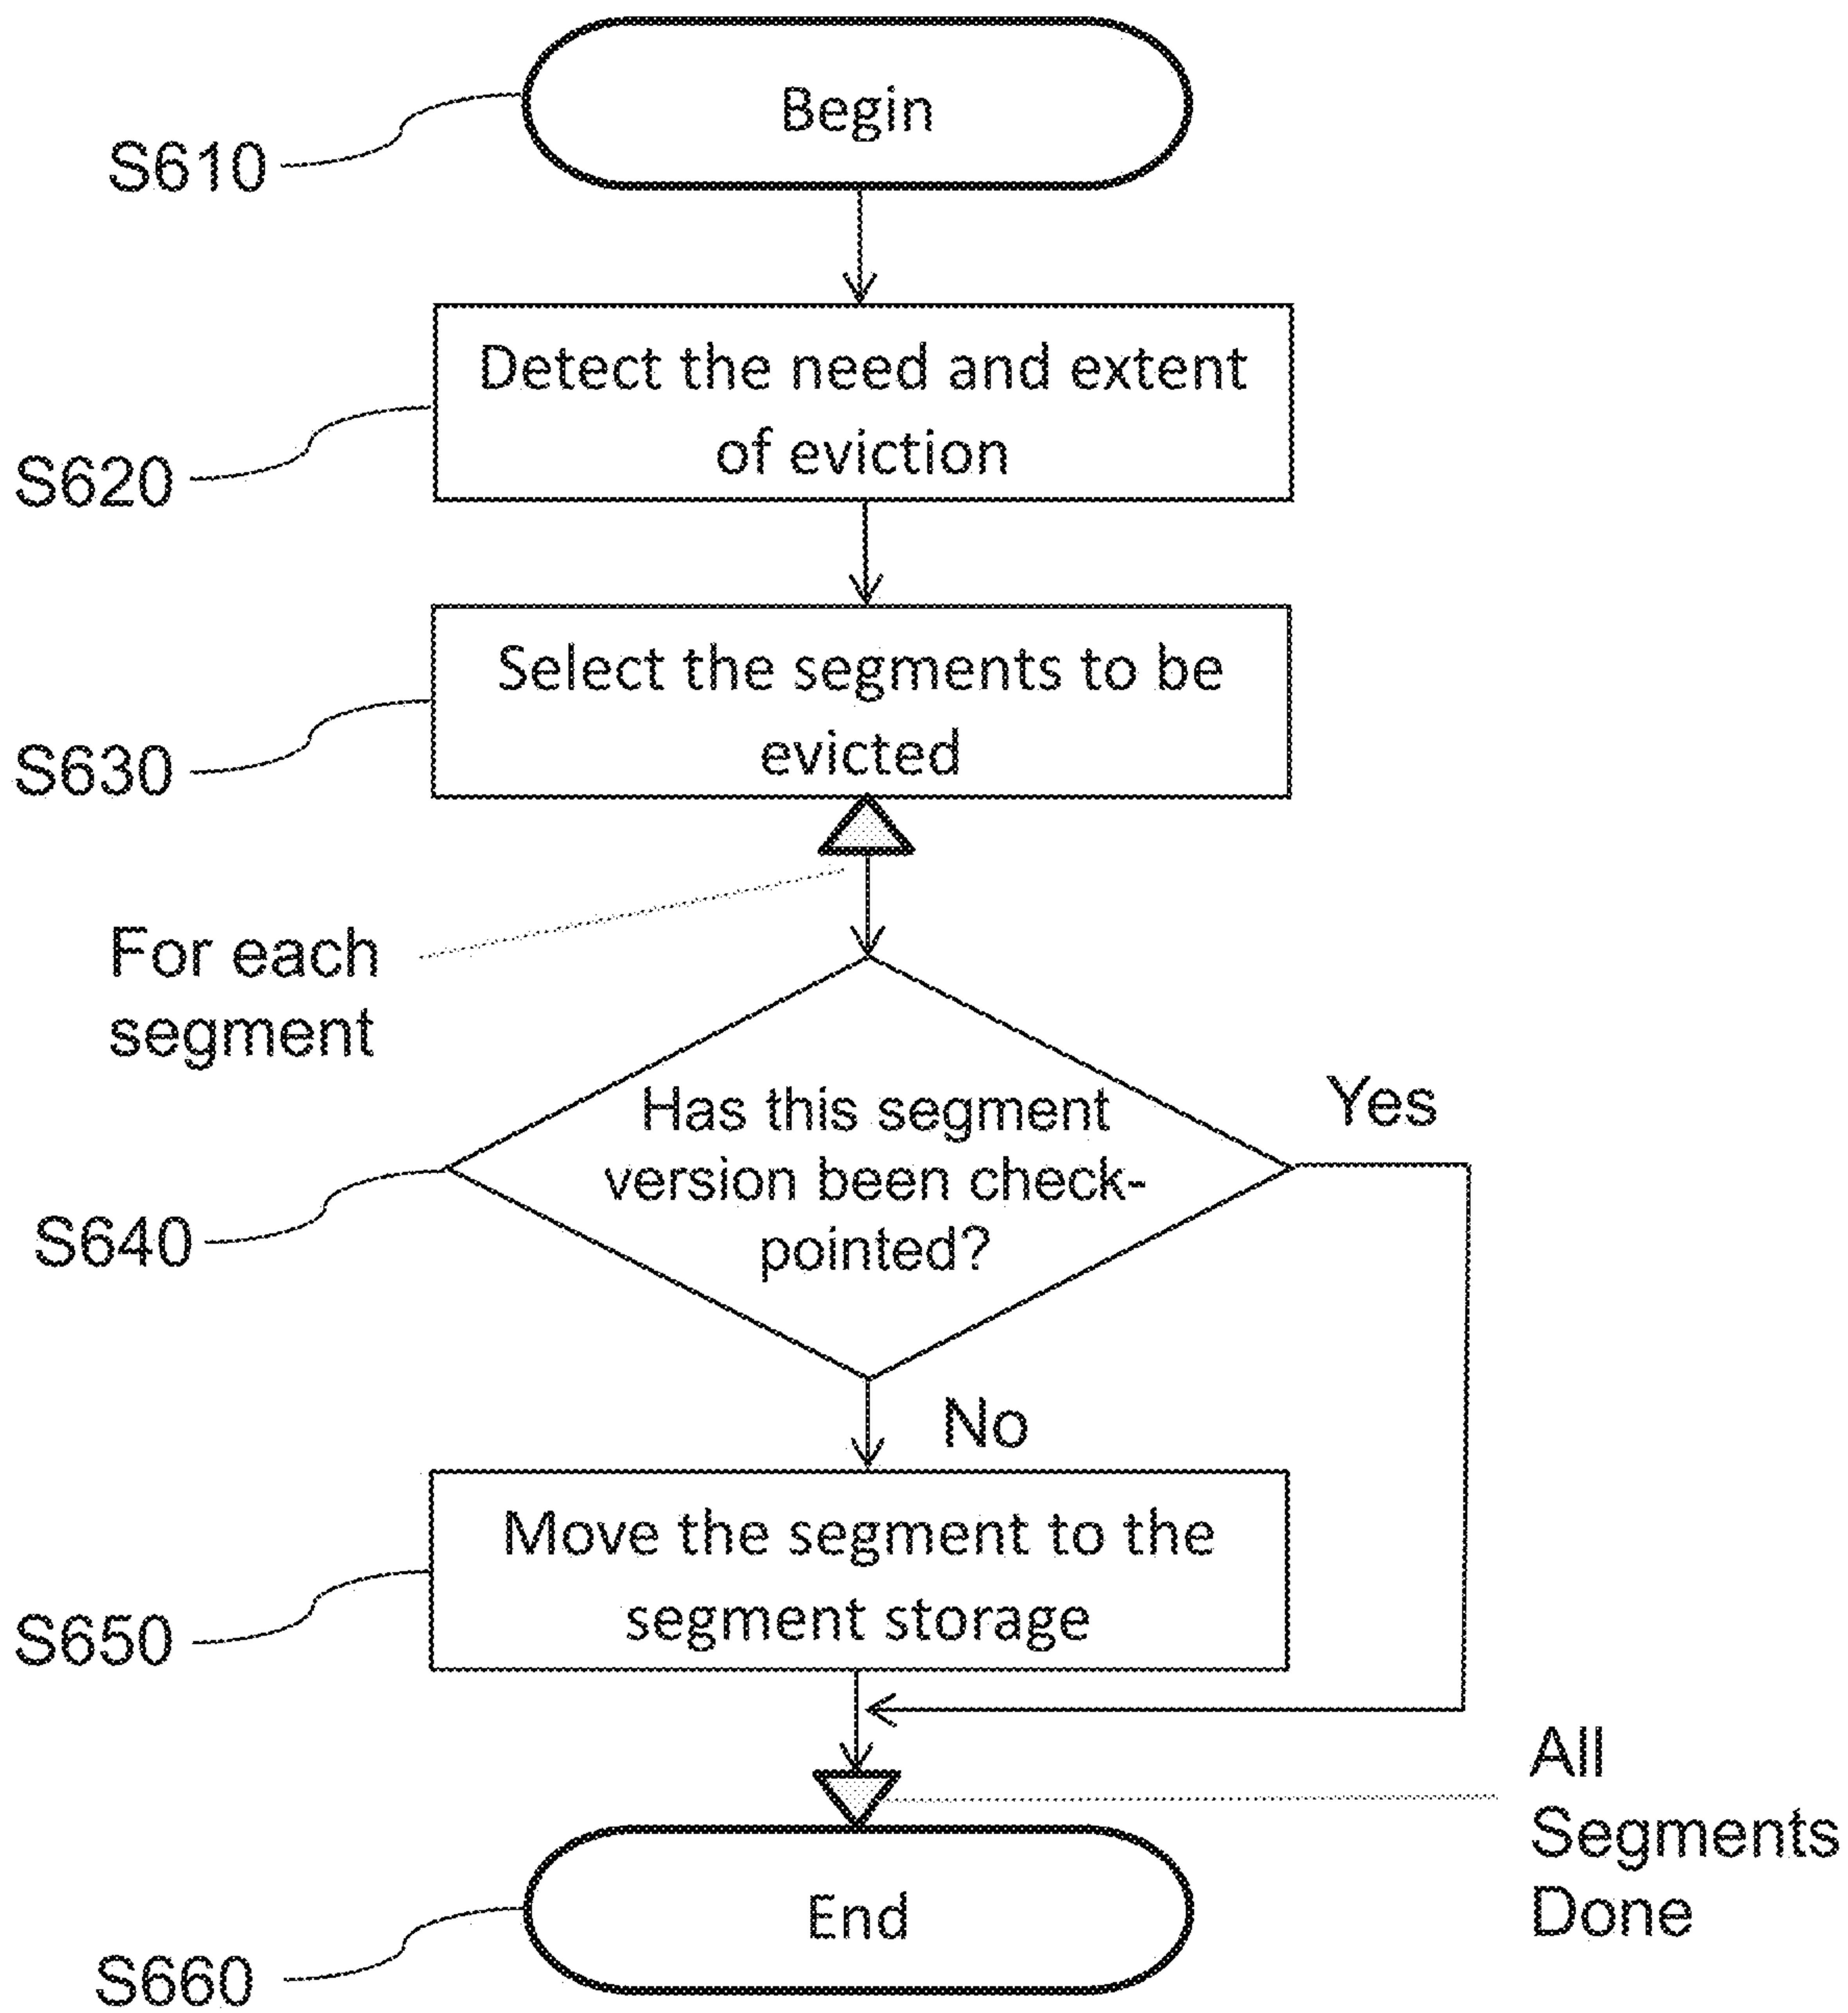 Begin
S610
Detect the need and extent
of eviction
S620
Select the segments to be
evicted
S630
For each
segment
Has this segment
version been check-
pointed?
Yes
S640
No
Move the segment to the
segment storage
S650
All
Segments
Done
End
S660